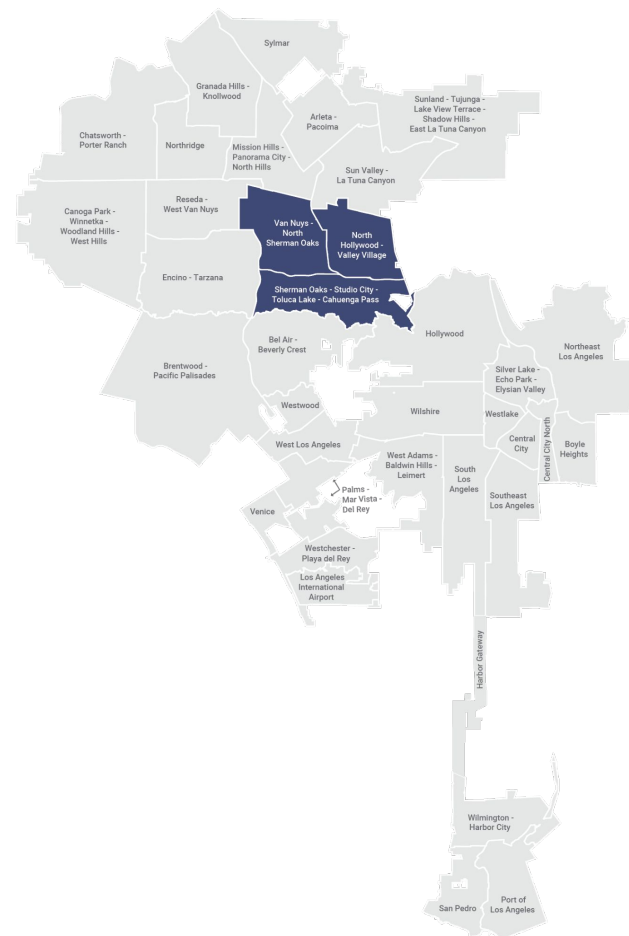 Sylmar
Granada Hills -
Knollwood
Sunland - Tujunga -
Lake View Terrace -
Shadow Hills -
East La Tuna Canyon
Arleta -
Pacoima
Chatsworth -
Porter Ranch
Northridge
Mission Hills -
Panorama City -
North Hills
Sun Valley -
La Tuna Canyon
Reseda -
West Van Nuys
Canoga Park -
Winnetka -
Woodland Hills -
West Hills
Van Nuys -
North
Sherman Oaks
North
Hollywood -
Valley Village
Encino - Tarzana
Sherman Oaks - Studio City -
Toluca Lake - Cahuenga Pass
Hollywood
Bel Air -
Beverly Crest
Northeast
Los Angeles
Brentwood -
Pacific Palisades
Silver Lake -
Echo Park -
Elysian Valley
Westwood
Wilshire
Westlake
Central City North
Central
City
Boyle
Heights
West Los Angeles
West Adams -
Baldwin Hills -
Leimert
South
Los
Angeles
Southeast
Los Angeles
Palms -
Mar Vista -
Del Rey
Venice
Westchester -
Playa del Rey
Los Angeles
International
Airport
Harbor Gateway
Wilmington -
Harbor City
San Pedro
Port of
Los Angeles